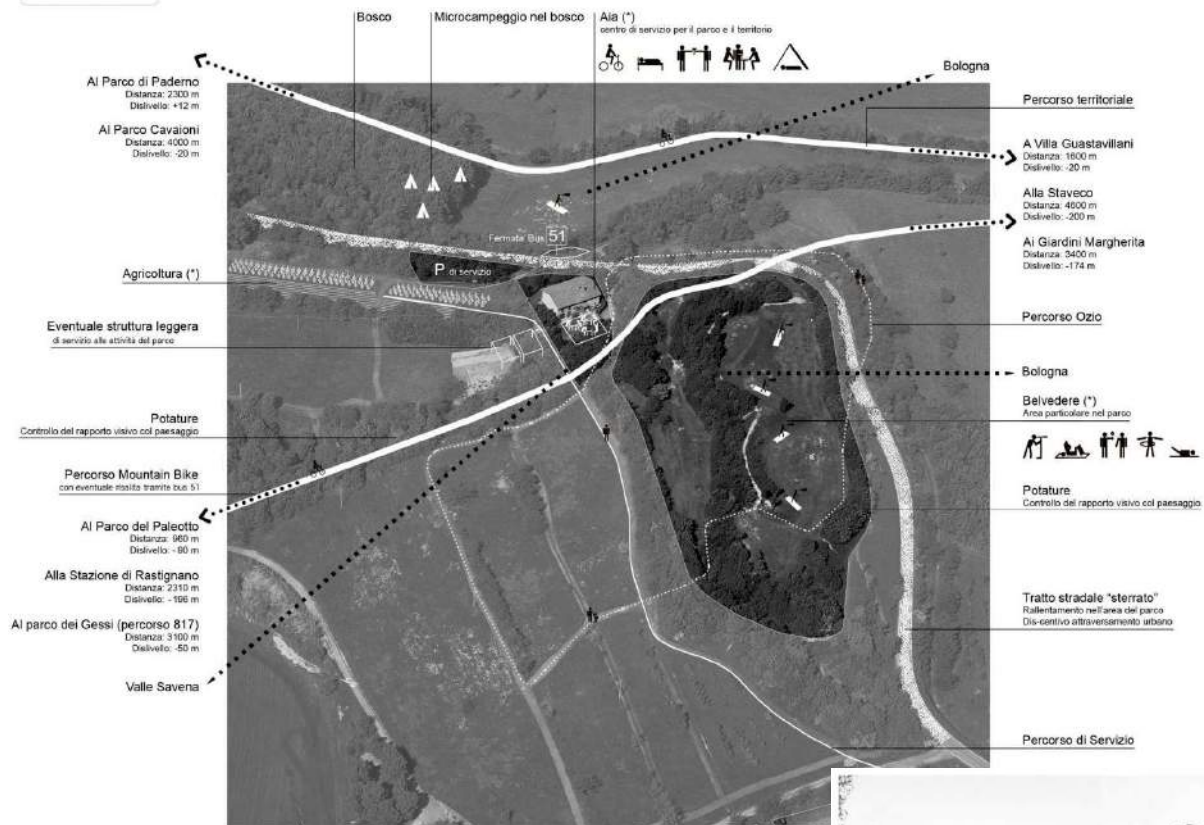 Bosco
Microcampeggio nel bosco
Aia (*)
centro di servizio per il parco e il territorio
Al Parco di Paderno
Distanza: 2300 m
Dislivello: +12 m
Al Parco Cavaioni
Distanza: 4000 m
Dislivello: -20 m
Bologna
Percorso territoriale
A Villa Guastavillani
Distanza: 1600 m
Dislivello: -20 m
Alla Staveco
Distanza: 4600 m
Dislivello: -200 m
Ai Giardini Margherita
Distanza: 3400 m
Dislivello: -174 m
Fermata Bus 51
P di servizio
Agricoltura (*)
Eventuale struttura leggera
di servizio alle attività del parco
Percorso Ozio
Bologna
Belvedere (*)
Area particolare nel parco
Potature
Controllo del rapporto visivo col paesaggio
Percorso Mountain Bike
con eventuale risalita tramite bus 51
Potature
Controllo del rapporto visivo col paesaggio
Al Parco del Paleotto
Distanza: 960 m
Dislivello: -90 m
Alla Stazione di Rastignano
Distanza: 2310 m
Dislivello: -196 m
Al parco dei Gessi (percorso 817)
Distanza: 3100 m
Dislivello: -50 m
Valle Savena
Tratto stradale "sterrato"
Rallentamento nell'area del parco
Dis-centivo attraversamento urbano
Percorso di Servizio